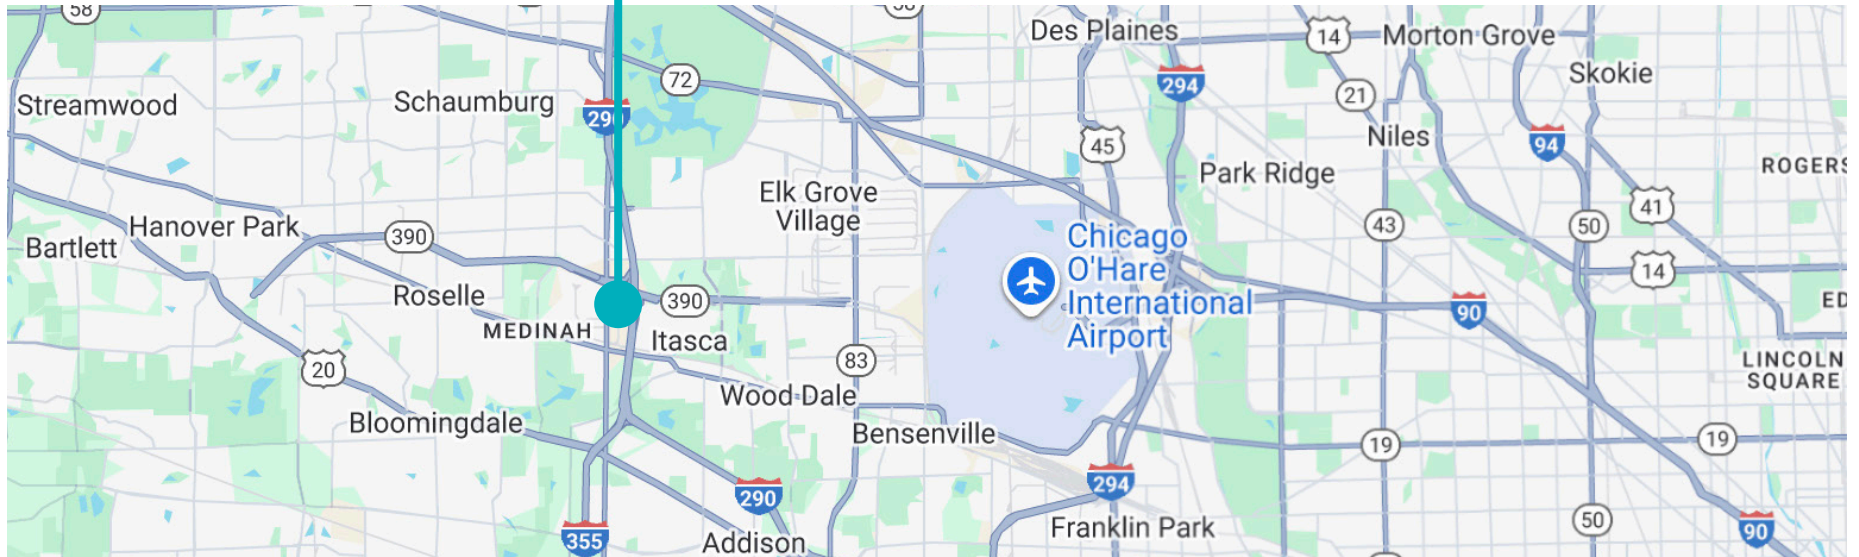 58
Des Plaines
14
Morton Grove
Skokie
72
294
21
Streamwood
Schaumburg
290
Niles
94
45
ROGERS
Park Ridge
Elk Grove
Village
41
Hanover Park
390
43
50
Bartlett
Chicago
O'Hare
International
Airport
14
Roselle
390
90
ED
MEDINAH
Itasca
83
LINCOLN
SQUARE
20
Wood Dale
Bloomingdale
Bensenville
19
19
290
294
355
Addison
Franklin Park
50
90